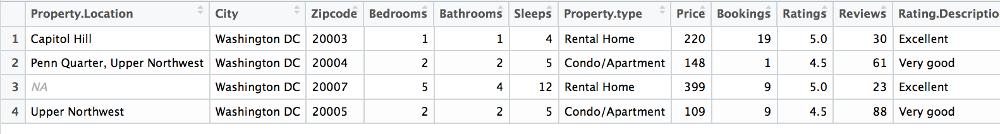 Property.Location City Zipcode Bedrooms Bathrooms Sleeps Property.type Price Bookings Ratings Reviews Rating.Descriptio
1 Capitol Hill Washington DC 20003 1 1 4 Rental Home 220 19 5.0 30 Excellent
2 Penn Quarter, Upper Northwest Washington DC 20004 2 2 5 Condo/Apartment 148 1 4.5 61 Very good
3 NA Washington DC 20007 5 4 12 Rental Home 399 9 5.0 23 Excellent
4 Upper Northwest Washington DC 20005 2 2 5 Condo/Apartment 109 9 4.5 88 Very good